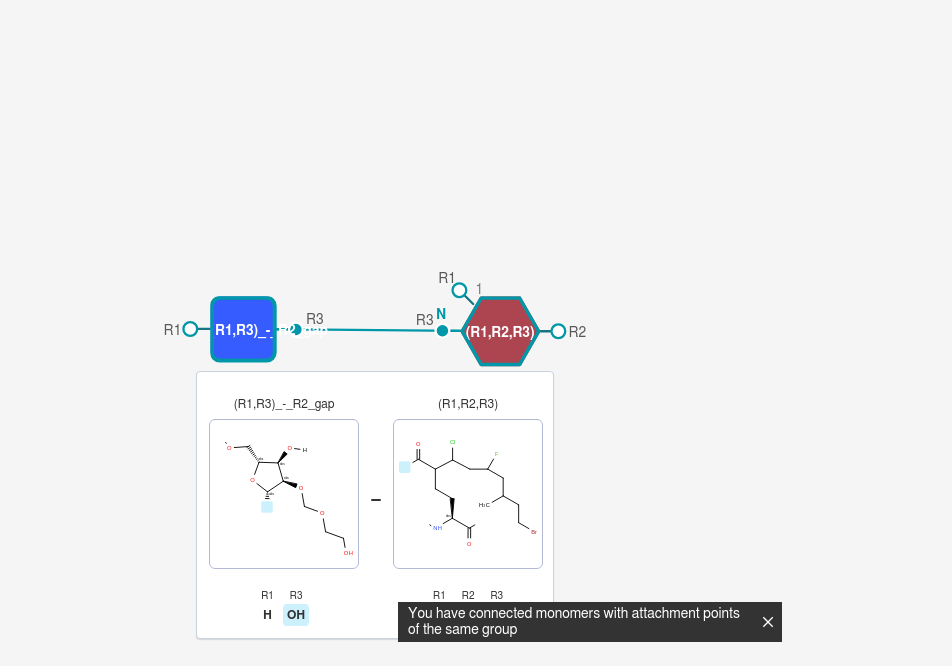 R1
1
R1
R1,R3)_-_R2_gap
R3
R3
N
(R1,R2,R3)
R2
(R1,R3)_-_R2_gap
(R1,R2,R3)
O
O
H
O
O
O
OH
–
O
Cl
F
H₃C
Br
NH
O
R1 R3
H OH
R1 R2 R3
You have connected monomers with attachment points
of the same group